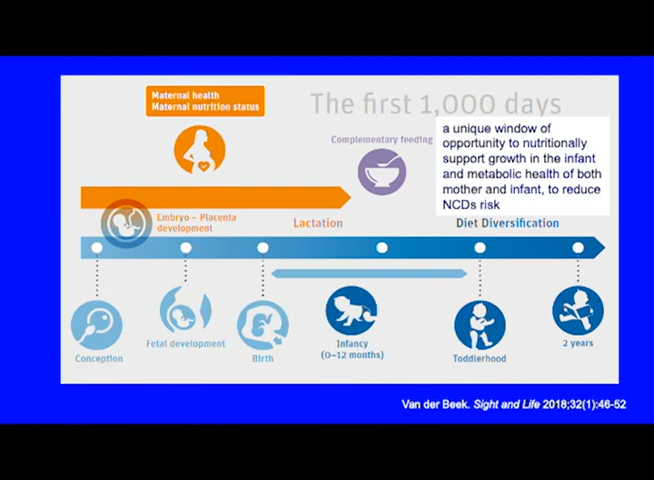 Maternal health
Maternal nutrition status
The first 1,000 days
Complementary feeding
a unique window of
opportunity to nutritionally
support growth in the infant
and metabolic health of both
mother and infant, to reduce
NCDs risk
Embryo – Placenta
development
Lactation
Diet Diversification
Conception
Fetal development
Birth
Infancy
(0–12 months)
Toddlerhood
2 years
Van der Beek. Sight and Life 2018;32(1):46-52